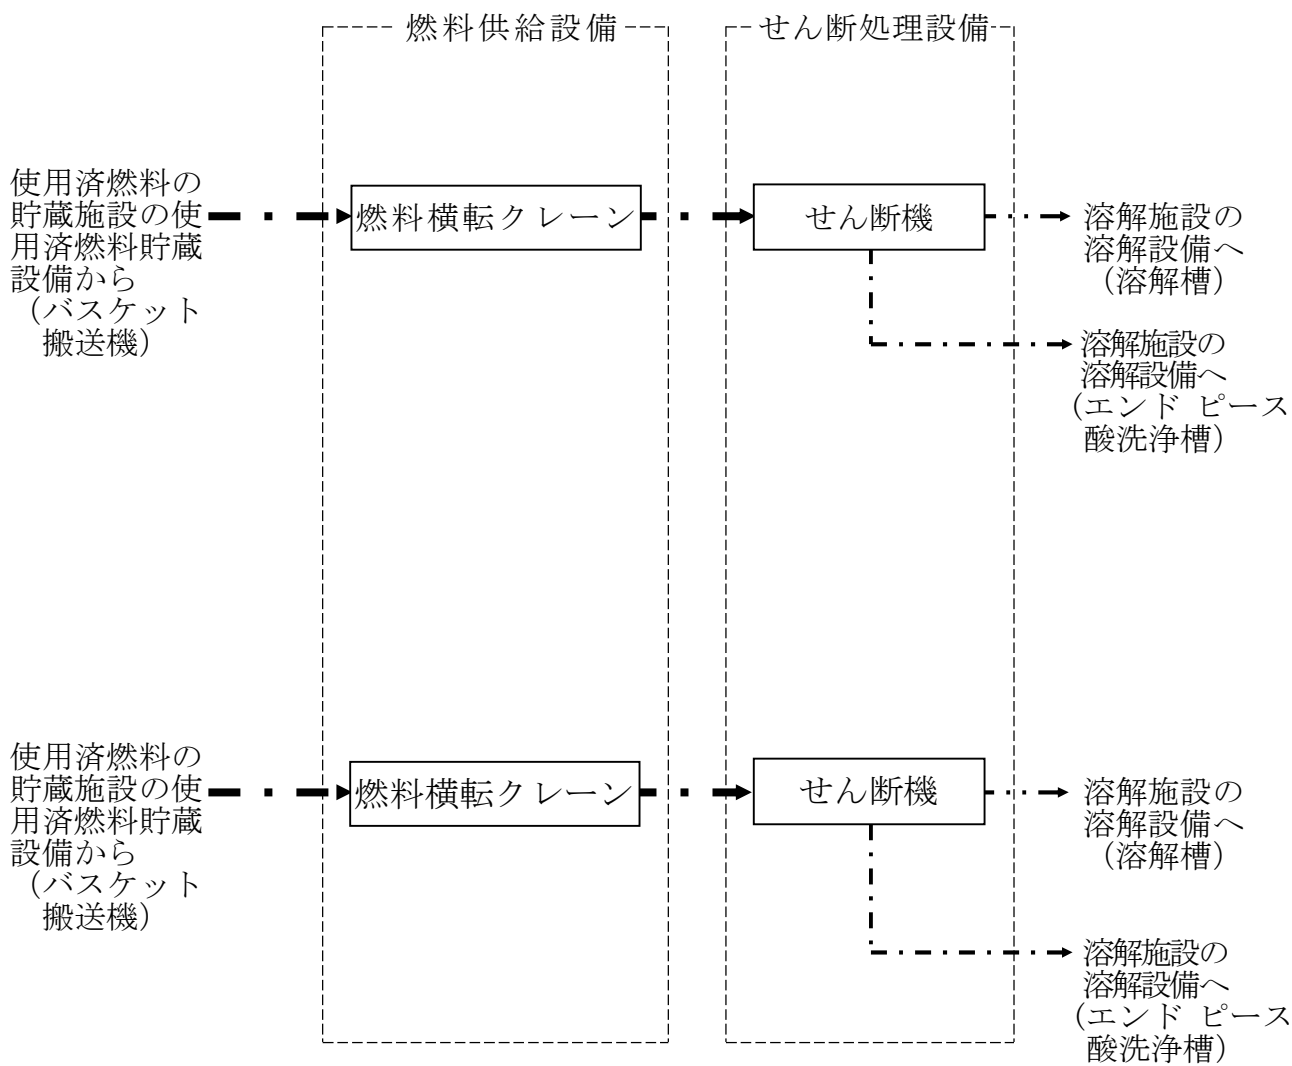 燃料供給設備
せん断処理設備
使用済燃料の
貯蔵施設の使
用済燃料貯蔵
設備から
（バスケット
搬送機）
燃料横転クレーン
せん断機
溶解施設の
溶解設備へ
（溶解槽）
溶解施設の
溶解設備へ
（エンド ピース
酸洗浄槽）
使用済燃料の
貯蔵施設の使
用済燃料貯蔵
設備から
（バスケット
搬送機）
燃料横転クレーン
せん断機
溶解施設の
溶解設備へ
（溶解槽）
溶解施設の
溶解設備へ
（エンド ピース
酸洗浄槽）